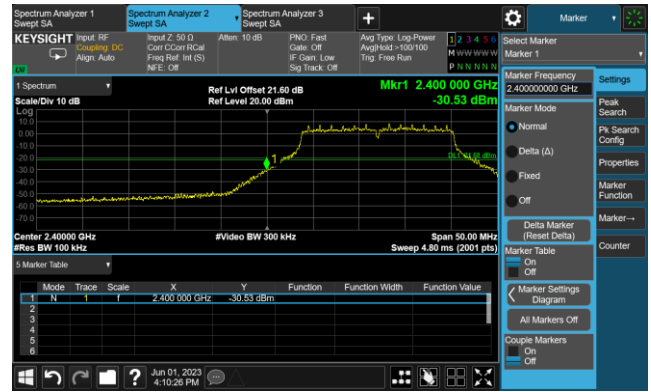 Spectrum Analyzer 1
Swept SA
Spectrum Analyzer 2
Swept SA
Spectrum Analyzer 3
Swept SA
Marker
KEYSIGHT
Input: RF
Coupling: DC
Align: Auto
Input Z: 50 Ω
Corr CCorr RCal
Freq Ref: Int (S)
NFE: Off
Atten: 10 dB
PNO: Fast
Gate: Off
IF Gain: Low
Sig Track: Off
Avg Type: Log-Power
Avg|Hold:>100/100
Trig: Free Run
1 2 3 4 5 6
M W W W W W
P N N N N N
Select Marker
Marker 1
1 Spectrum
Scale/Div 10 dB
Ref Lvl Offset 21.60 dB
Ref Level 20.00 dBm
Mkr1 2.400 000 GHz
-30.53 dBm
Log
10.0
0.00
-10.0
-20.0
-30.0
-40.0
-50.0
-60.0
-70.0
1
Center 2.40000 GHz
#Res BW 100 kHz
#Video BW 300 kHz
Span 50.00 MHz
Sweep 4.80 ms (2001 pts)
5 Marker Table
Mode Trace Scale X Y Function Function Width Function Value
1 N 1 f 2.400 000 GHz -30.53 dBm
2
3
4
5
6
Marker Frequency
2.400000000 GHz
Marker Mode
Normal
Delta (Δ)
Fixed
Off
Delta Marker
(Reset Delta)
Marker Table
On
Off
Marker Settings
Diagram
All Markers Off
Couple Markers
On
Off
Settings
Peak
Search
Pk Search
Config
Properties
Marker
Function
Marker→
Counter
Jun 01, 2023
4:10:26 PM